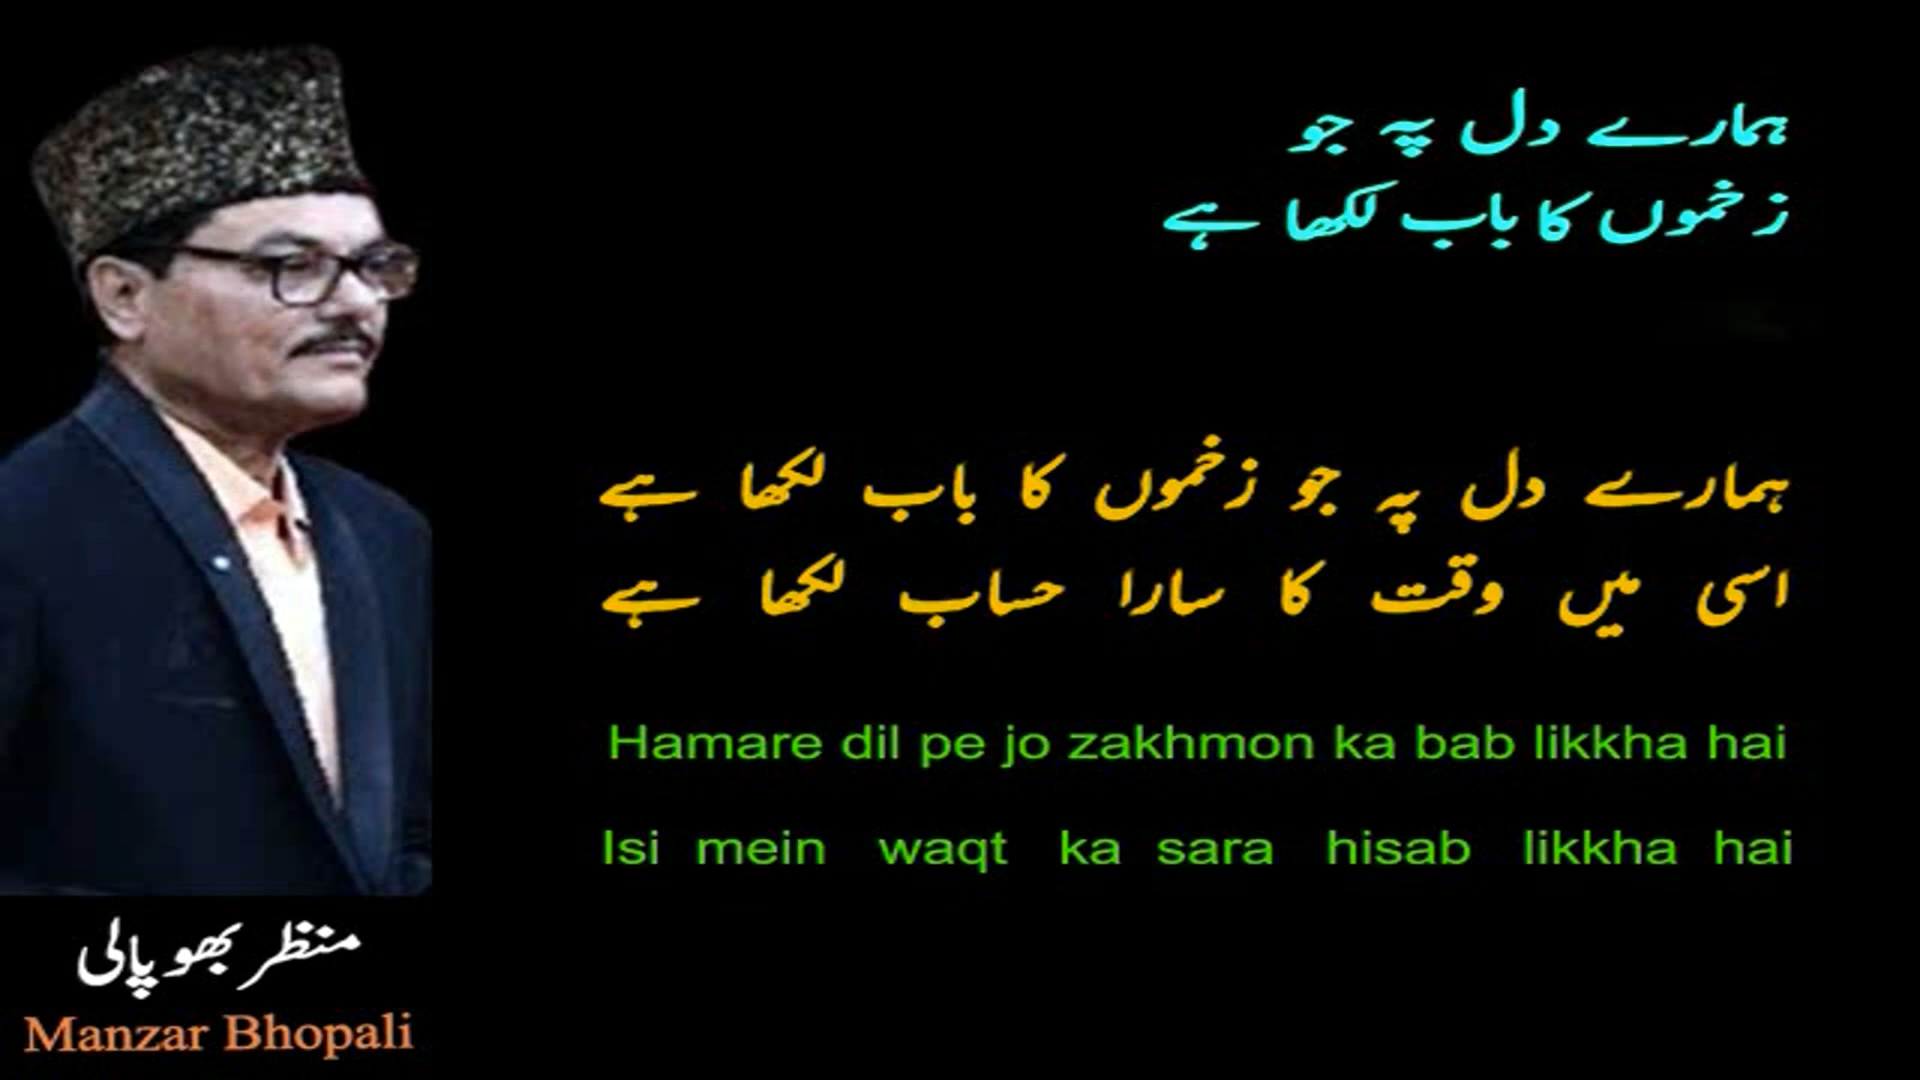 ہمارے دل پہ جو
زخموں کا باب لکھا ہے
ہمارے دل پہ جو زخموں کا باب لکھا ہے
اسی میں وقت کا سارا حساب لکھا ہے
Hamare dil pe jo zakhmon ka bab likkha hai
Isi mein waqt ka sara hisab likkha hai
منظر بھوپالی
Manzar Bhopali